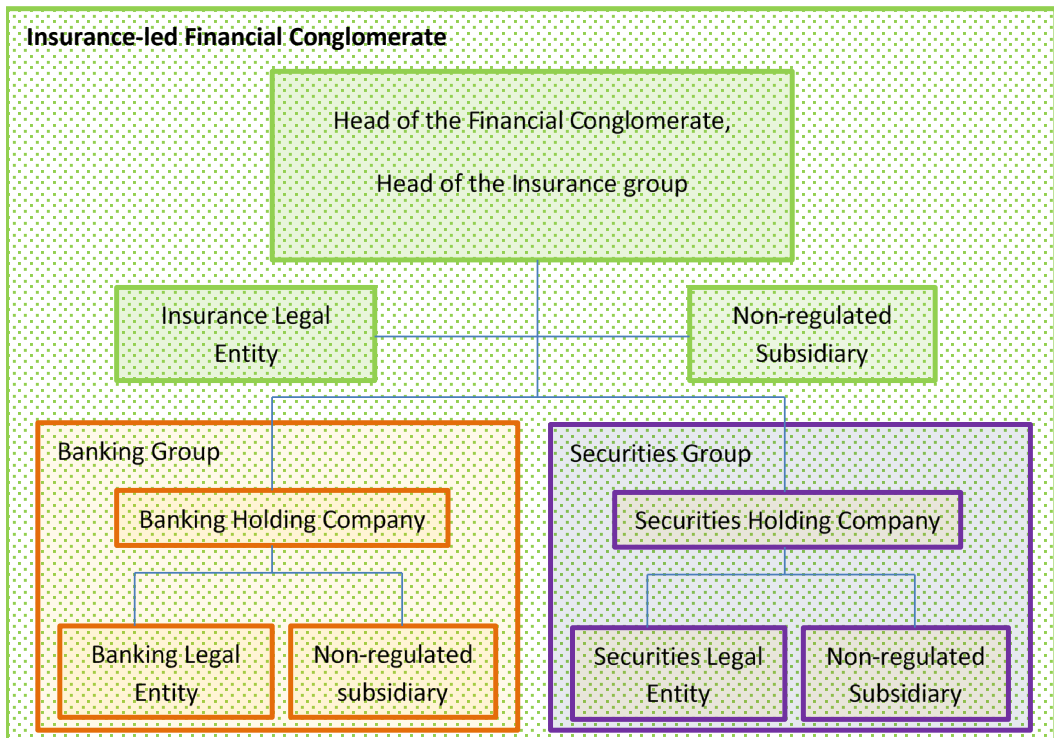 Insurance-led Financial Conglomerate
Head of the Financial Conglomerate,
Head of the Insurance group
Insurance Legal
Entity
Non-regulated
Subsidiary
Banking Group
Banking Holding Company
Banking Legal
Entity
Non-regulated
subsidiary
Securities Group
Securities Holding Company
Securities Legal
Entity
Non-regulated
Subsidiary